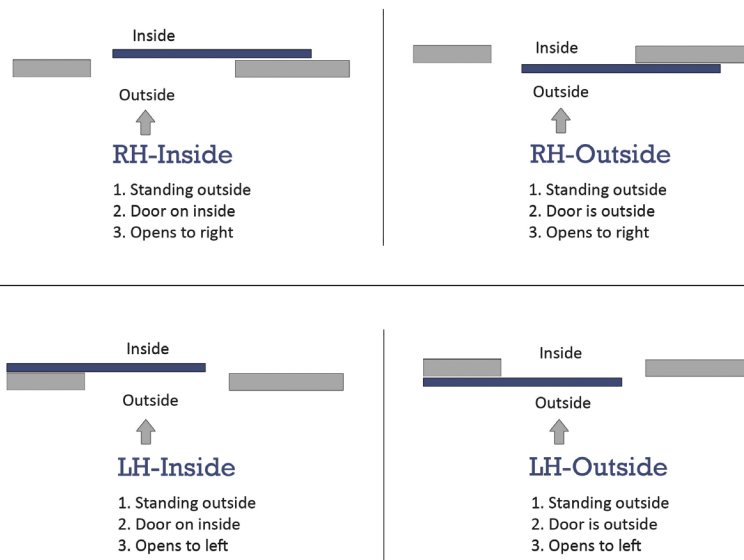 Inside
Outside
RH-Inside
1. Standing outside
2. Door on inside
3. Opens to right
Inside
Outside
RH-Outside
1. Standing outside
2. Door is outside
3. Opens to right
Inside
Outside
LH-Inside
1. Standing outside
2. Door on inside
3. Opens to left
Inside
Outside
LH-Outside
1. Standing outside
2. Door is outside
3. Opens to left